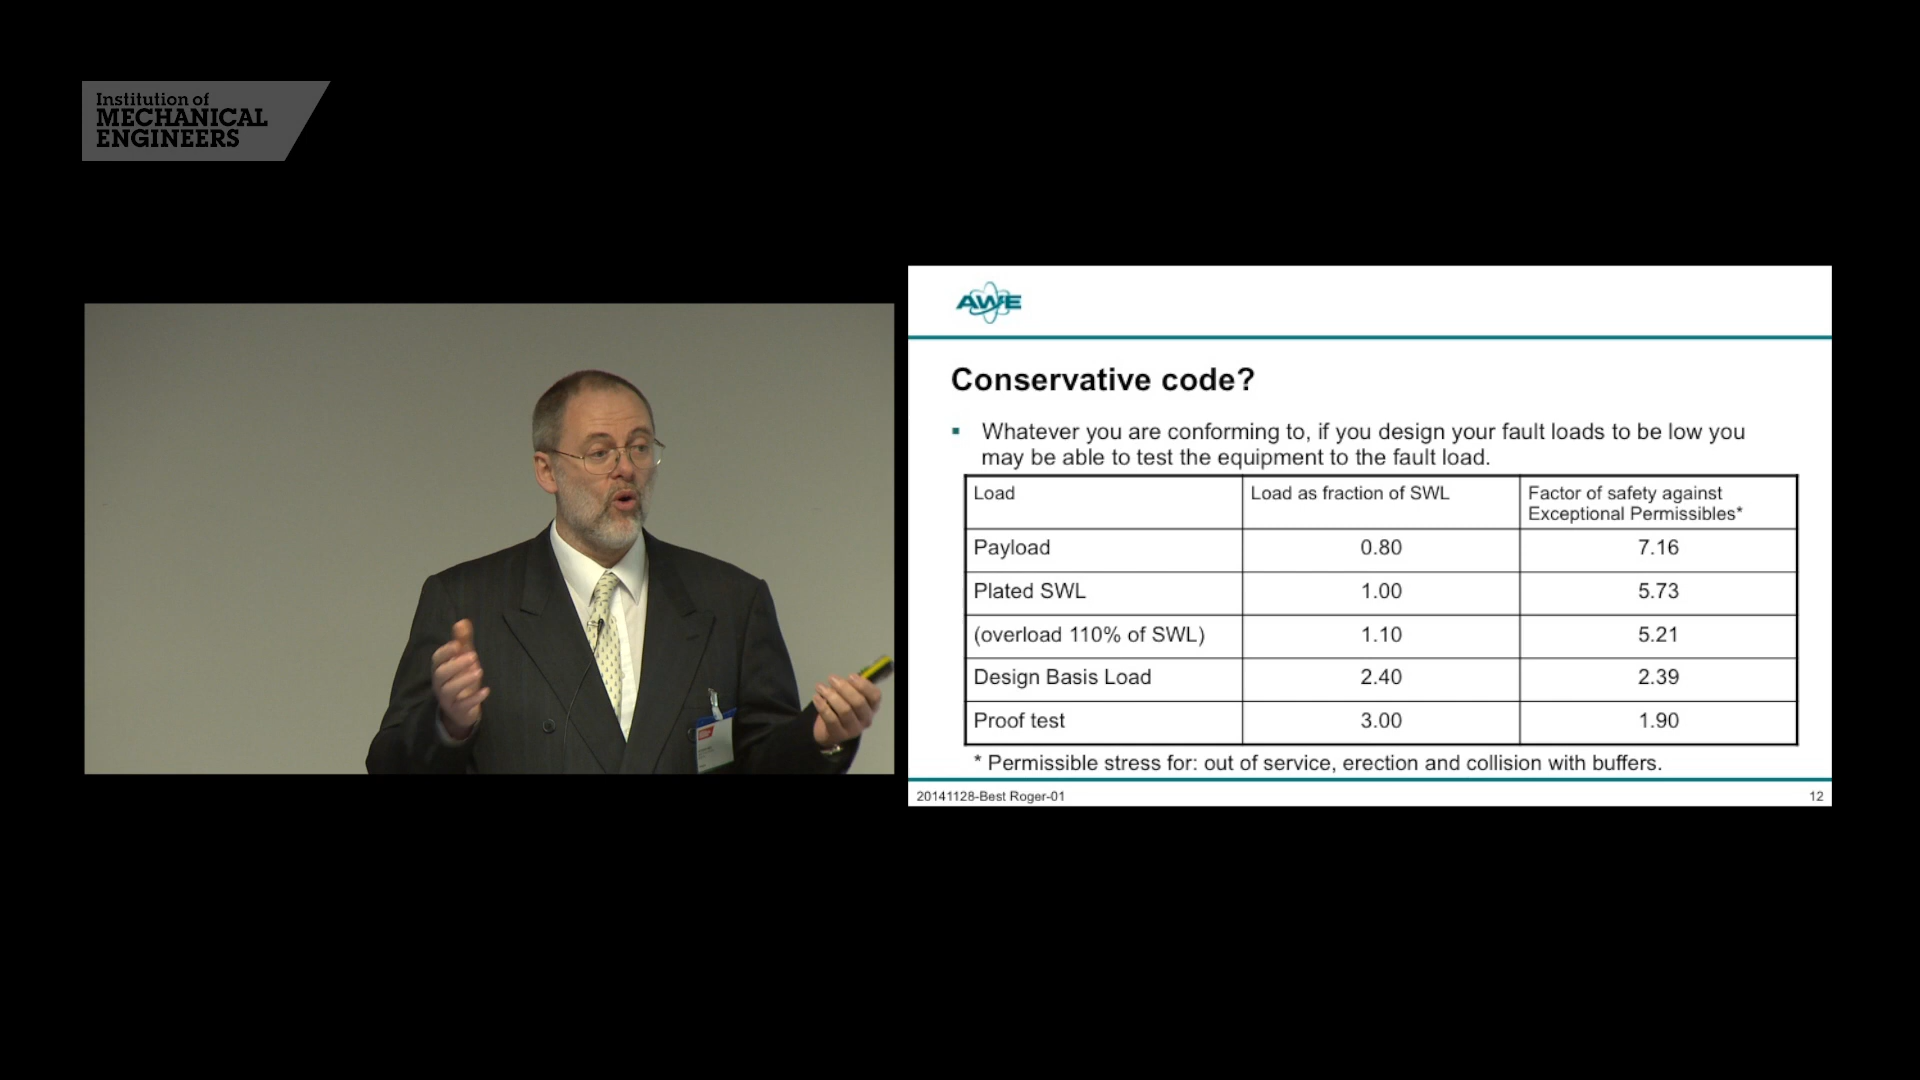 Institution of
MECHANICAL
ENGINEERS
AWE
Conservative code?
▪ Whatever you are conforming to, if you design your fault loads to be low you
may be able to test the equipment to the fault load.
Load Load as fraction of SWL Factor of safety against
Exceptional Permissibles*
Payload 0.80 7.16
Plated SWL 1.00 5.73
(overload 110% of SWL) 1.10 5.21
Design Basis Load 2.40 2.39
Proof test 3.00 1.90
* Permissible stress for: out of service, erection and collision with buffers.
20141128-Best Roger-01 12